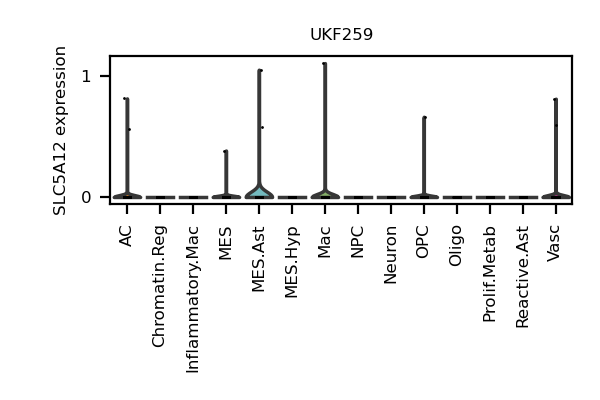 UKF259
SLC5A12 expression
1
0
AC
Chromatin.Reg
Inflammatory.Mac
MES
MES.Ast
MES.Hyp
Mac
NPC
Neuron
OPC
Oligo
Prolif.Metab
Reactive.Ast
Vasc